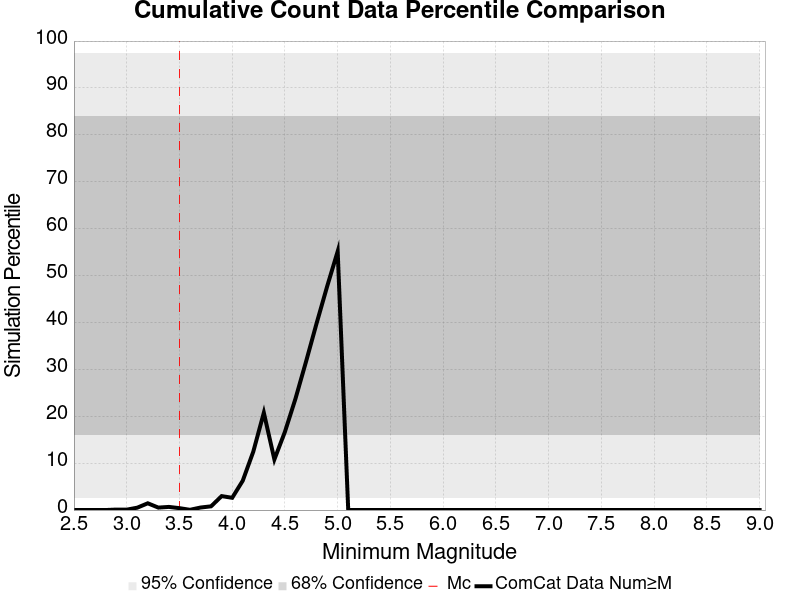 Cumulative Count Data Percentile Comparison
100
90
80
70
60
50
40
30
20
10
0
Simulation Percentile
2.5 3.0 3.5 4.0 4.5 5.0 5.5 6.0 6.5 7.0 7.5 8.0 8.5 9.0
Minimum Magnitude
95% Confidence 68% Confidence Mc ComCat Data Num≥M